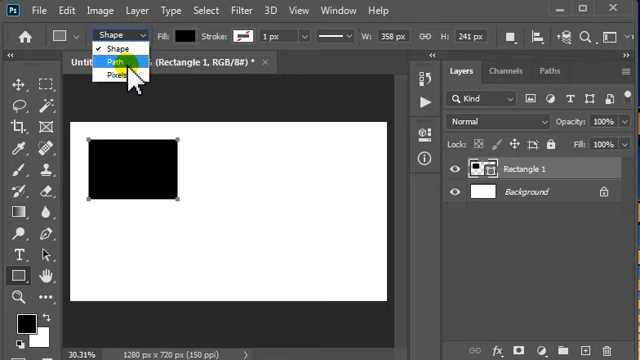 Ps File Edit Image Layer Type Select Filter 3D View Window Help
Shape Fill: Stroke: 1 px W: 358 px H: 241 px
Shape
Path
Pixels
(Rectangle 1, RGB/8#) * ×
Layers Channels Paths
Kind
Normal Opacity: 100%
Lock: Fill: 100%
Rectangle 1
Background
30.31% 1280 px x 720 px (150 ppi)